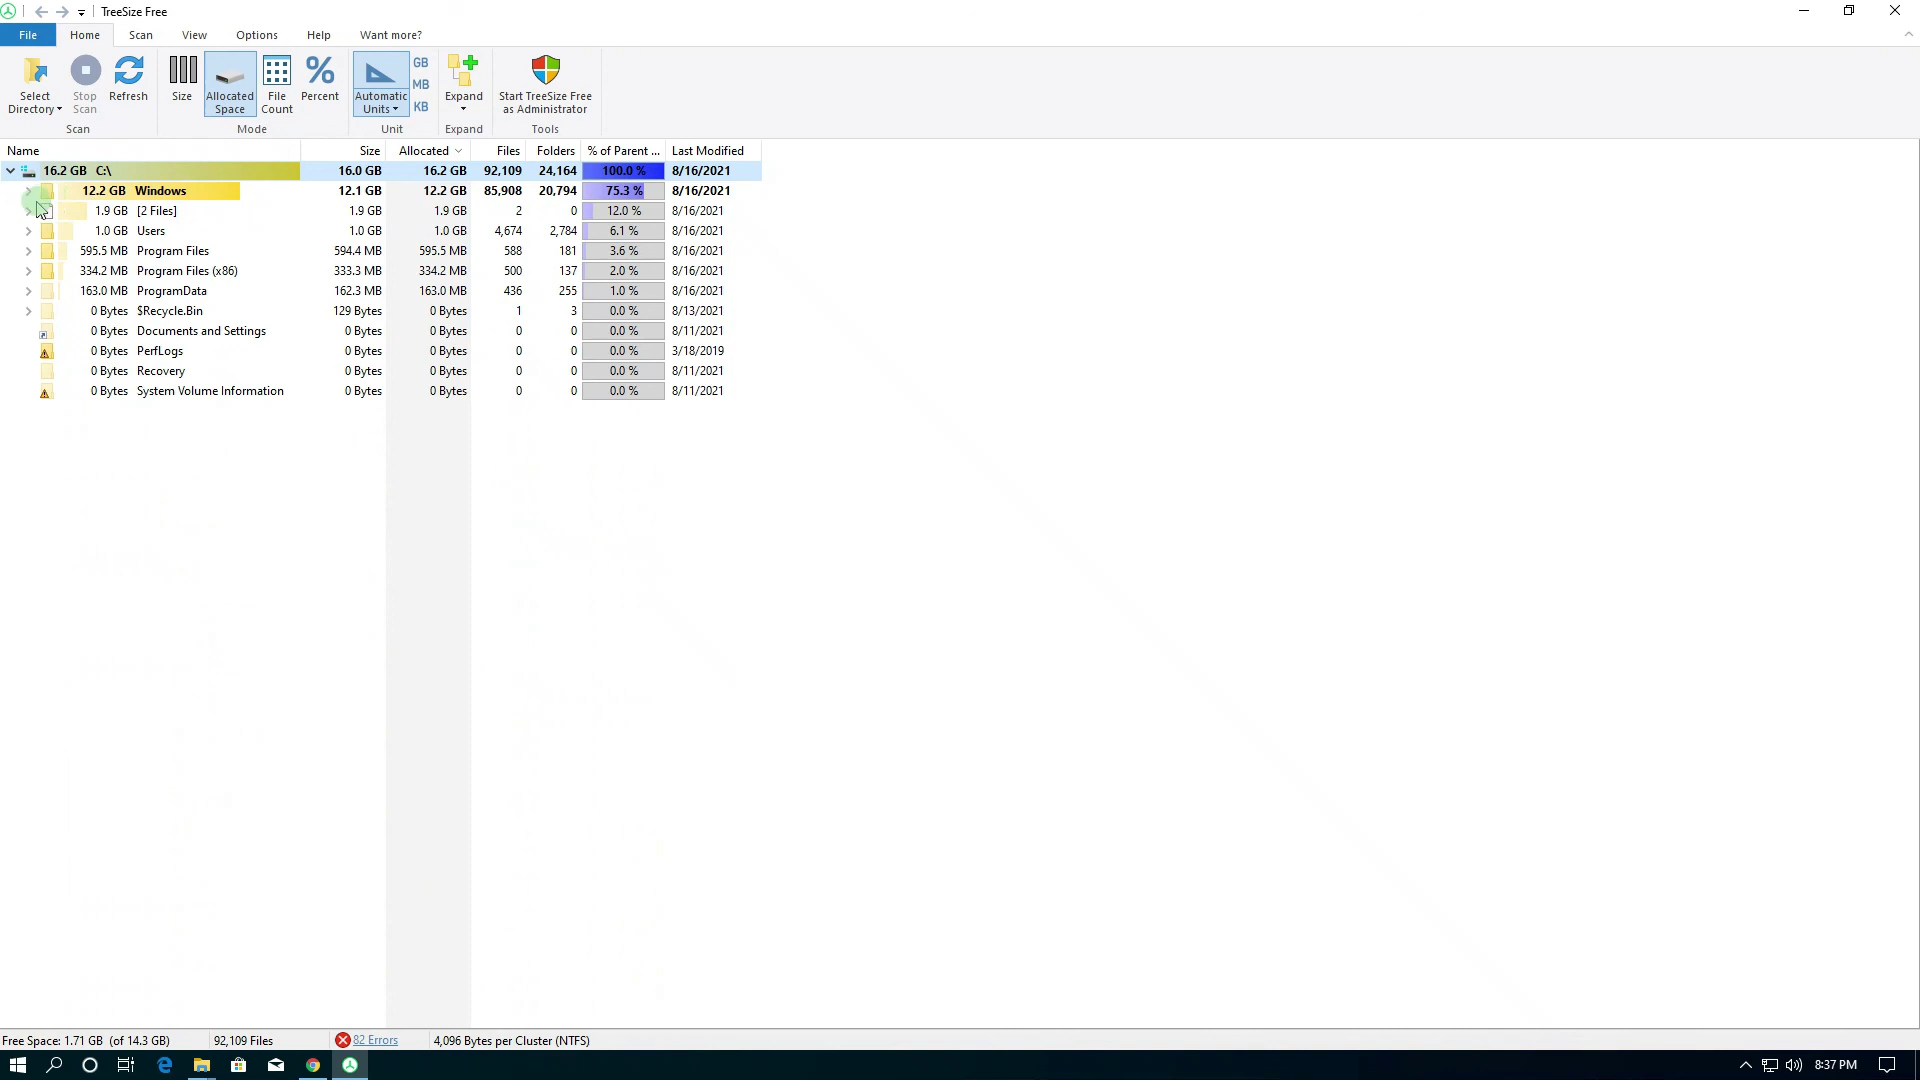 TreeSize Free
File Home Scan View Options Help Want more?
Select Directory Stop Scan Refresh Size Allocated Space File Count Percent Automatic Units GB MB KB Expand Start TreeSize Free as Administrator
Scan Mode Unit Expand Tools
Name Size Allocated Files Folders % of Parent ... Last Modified
16.2 GB C:\ 16.0 GB 16.2 GB 92,109 24,164 100.0 % 8/16/2021
12.2 GB Windows 12.1 GB 12.2 GB 85,908 20,794 75.3 % 8/16/2021
1.9 GB [2 Files] 1.9 GB 1.9 GB 2 0 12.0 % 8/16/2021
1.0 GB Users 1.0 GB 1.0 GB 4,674 2,784 6.1 % 8/16/2021
595.5 MB Program Files 594.4 MB 595.5 MB 588 181 3.6 % 8/16/2021
334.2 MB Program Files (x86) 333.3 MB 334.2 MB 500 137 2.0 % 8/16/2021
163.0 MB ProgramData 162.3 MB 163.0 MB 436 255 1.0 % 8/16/2021
0 Bytes $Recycle.Bin 129 Bytes 0 Bytes 1 3 0.0 % 8/13/2021
0 Bytes Documents and Settings 0 Bytes 0 Bytes 0 0 0.0 % 8/11/2021
0 Bytes PerfLogs 0 Bytes 0 Bytes 0 0 0.0 % 3/18/2019
0 Bytes Recovery 0 Bytes 0 Bytes 0 0 0.0 % 8/11/2021
0 Bytes System Volume Information 0 Bytes 0 Bytes 0 0 0.0 % 8/11/2021
Free Space: 1.71 GB (of 14.3 GB) 92,109 Files 82 Errors 4,096 Bytes per Cluster (NTFS)
8:37 PM